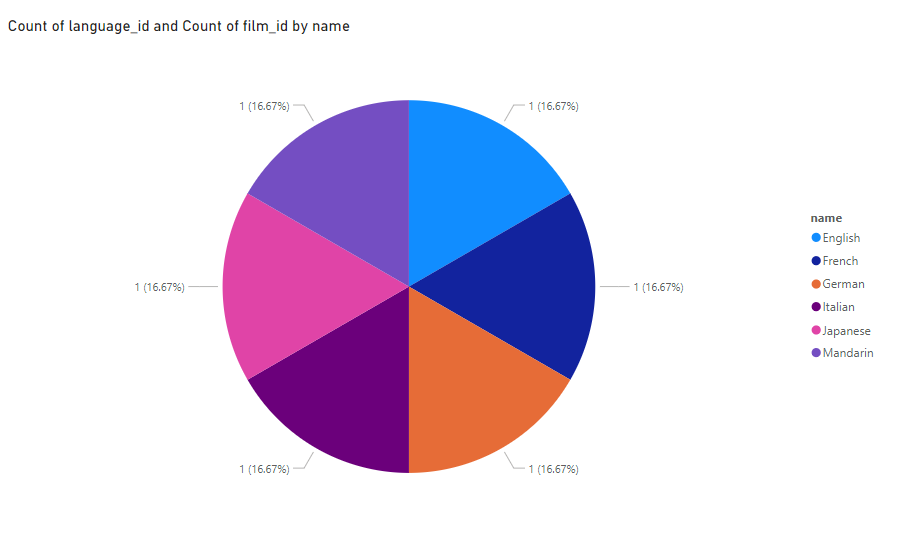 Count of language_id and Count of film_id by name
1 (16.67%)
1 (16.67%)
1 (16.67%)
1 (16.67%)
1 (16.67%)
1 (16.67%)
name
English
French
German
Italian
Japanese
Mandarin